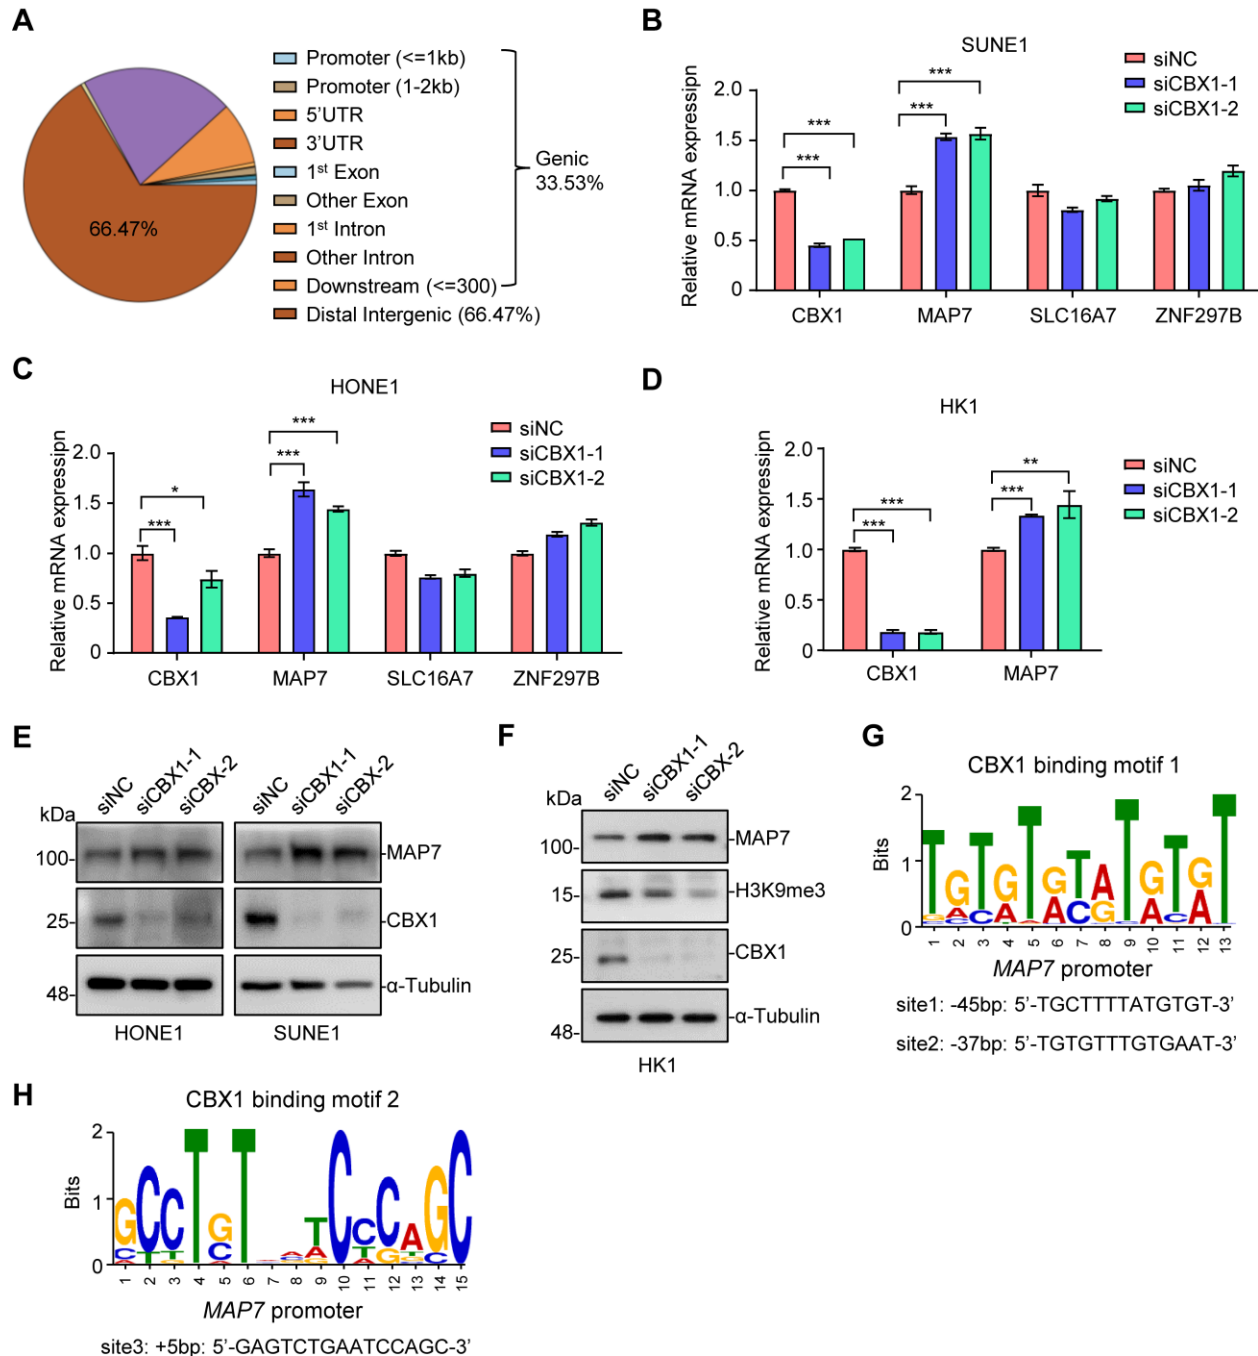 A
Promoter (<=1kb)
Promoter (1-2kb)
5'UTR
3'UTR
1st Exon
Other Exon
1st Intron
Other Intron
Downstream (<=300)
Distal Intergenic (66.47%)
Genic
33.53%
66.47%
B
SUNE1
siNC
siCBX1-1
siCBX1-2
Relative mRNA expressipn
2.0
1.5
1.0
0.5
0
***
***
***
***
CBX1
MAP7
SLC16A7
ZNF297B
C
HONE1
siNC
siCBX1-1
siCBX1-2
Relative mRNA expressipn
2.0
1.5
1.0
0.5
0
*
***
***
***
CBX1
MAP7
SLC16A7
ZNF297B
D
HK1
siNC
siCBX1-1
siCBX1-2
Relative mRNA expressipn
2.0
1.5
1.0
0.5
0
***
***
**
***
CBX1
MAP7
E
siNC
siCBX1-1
siCBX-2
siNC
siCBX1-1
siCBX-2
kDa
100-
-MAP7
25-
-CBX1
48-
-α-Tubulin
HONE1
SUNE1
F
siNC
siCBX1-1
siCBX-2
kDa
100-
-MAP7
15-
-H3K9me3
25-
-CBX1
48-
-α-Tubulin
HK1
G
CBX1 binding motif 1
Bits
2
1
0
1 2 3 4 5 6 7 8 9 10 11 12 13
MAP7 promoter
site1: -45bp: 5'-TGCTTTTATGTGT-3'
site2: -37bp: 5'-TGTGTTTGTGAAT-3'
H
CBX1 binding motif 2
Bits
2
1
0
1 2 3 4 5 6 7 8 9 10 11 12 13 14 15
MAP7 promoter
site3: +5bp: 5'-GAGTCTGAATCCAGC-3'